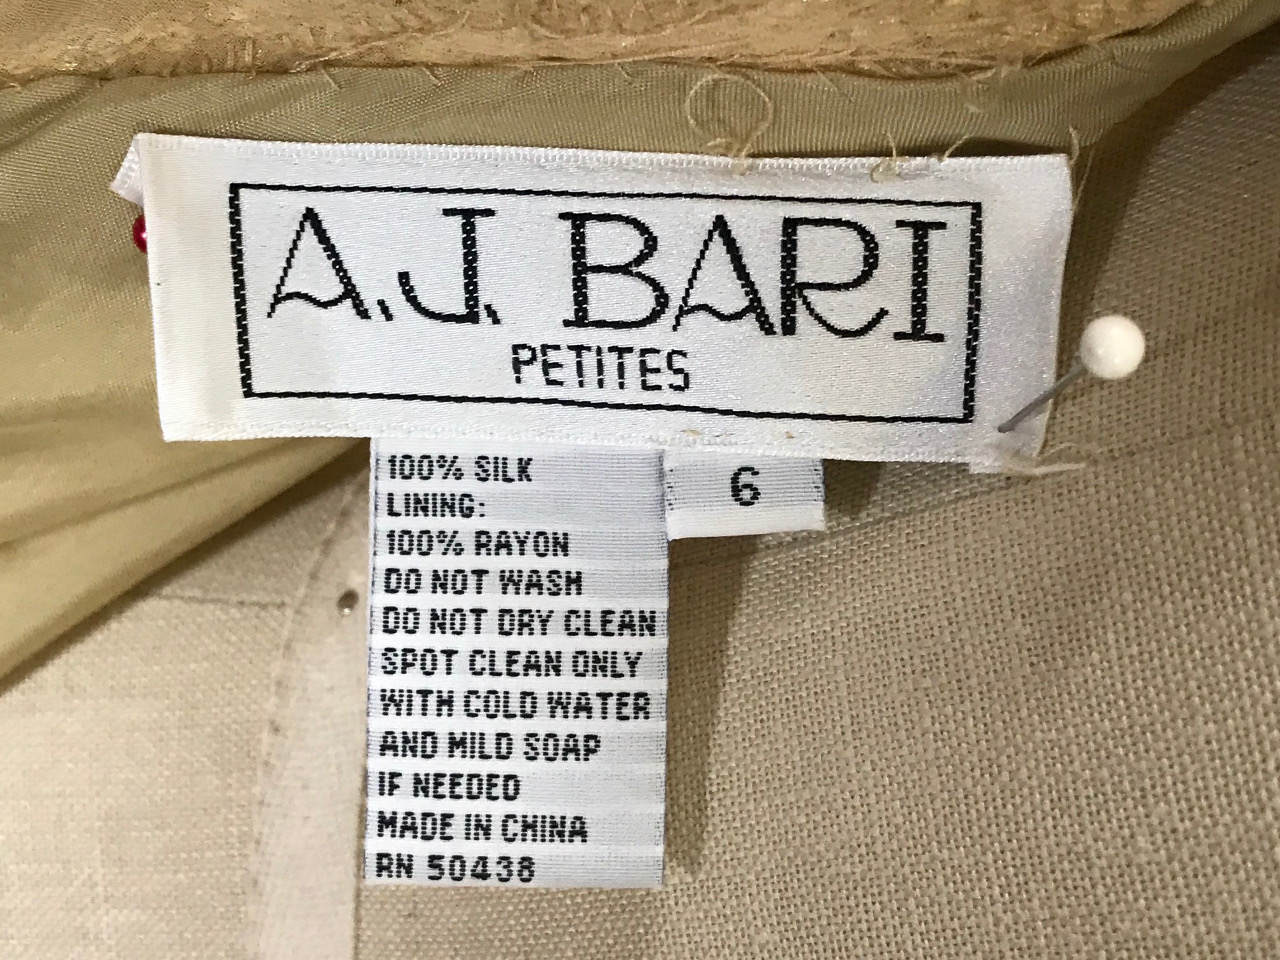 A.J. BARI
PETITES
100% SILK
LINING:
100% RAYON
DO NOT WASH
DO NOT DRY CLEAN
SPOT CLEAN ONLY
WITH COLD WATER
AND MILD SOAP
IF NEEDED
MADE IN CHINA
RN 50438
6